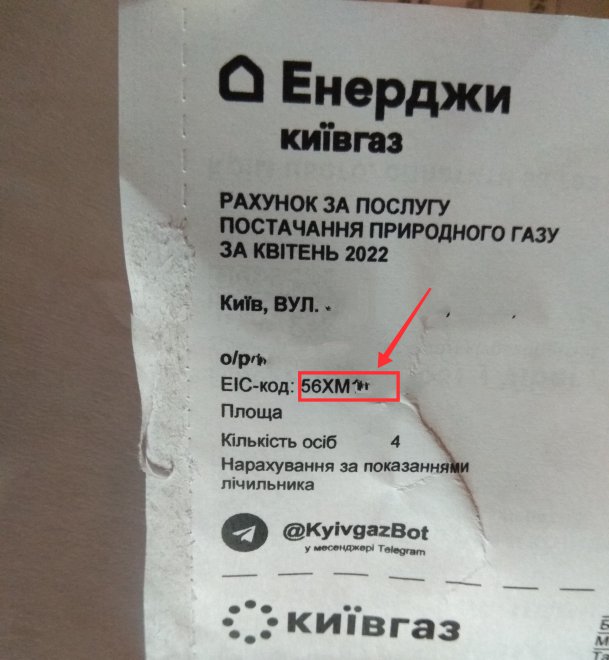 Енерджи
київгаз
РАХУНОК ЗА ПОСЛУГУ
ПОСТАЧАННЯ ПРИРОДНОГО ГАЗУ
ЗА КВІТЕНЬ 2022
Київ, ВУЛ.
о/р
ЕІС-код: 56XM
Площа
Кількість осіб 4
Нарахування за показаннями
лічильника
@KyivgazBot
у месенджері Telegram
київгаз